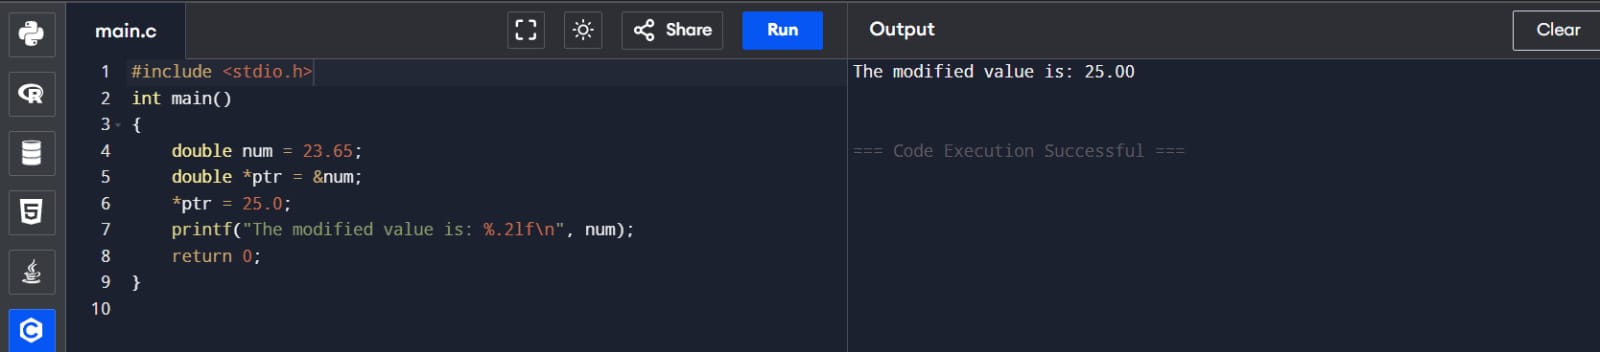 main.c
Share
Run
Output
Clear
1 #include <stdio.h>
2 int main()
3 {
4     double num = 23.65;
5     double *ptr = &num;
6     *ptr = 25.0;
7     printf("The modified value is: %.2lf\n", num);
8     return 0;
9 }
10
The modified value is: 25.00
=== Code Execution Successful ===